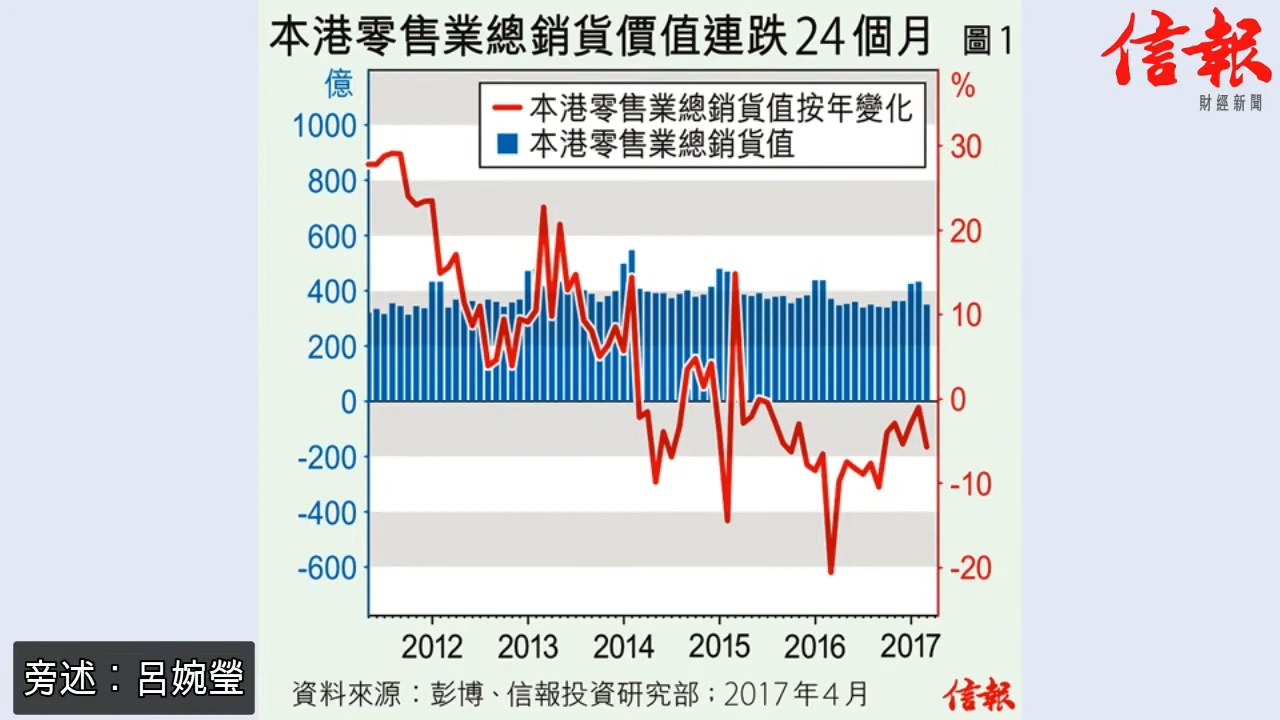 本港零售業總銷貨價值連跌24個月 圖1
信報
財經新聞
億
%
本港零售業總銷貨值按年變化
本港零售業總銷貨值
1000
800
600
400
200
0
-200
-400
-600
30
20
10
0
-10
-20
2012 2013 2014 2015 2016 2017
資料來源：彭博、信報投資研究部；2017年4月
信報
旁述：呂婉瑩